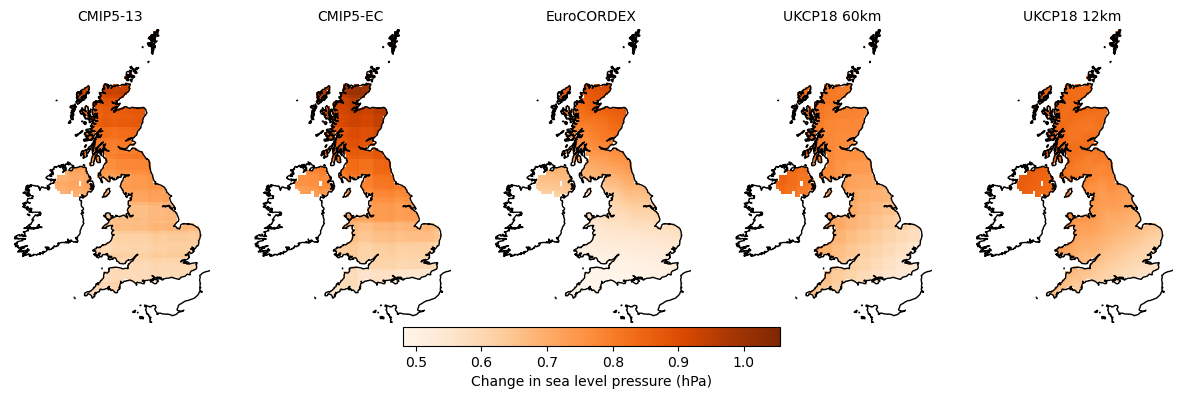 CMIP5-13
CMIP5-EC
EuroCORDEX
UKCP18 60km
UKCP18 12km
0.5
0.6
0.7
0.8
0.9
1.0
Change in sea level pressure (hPa)